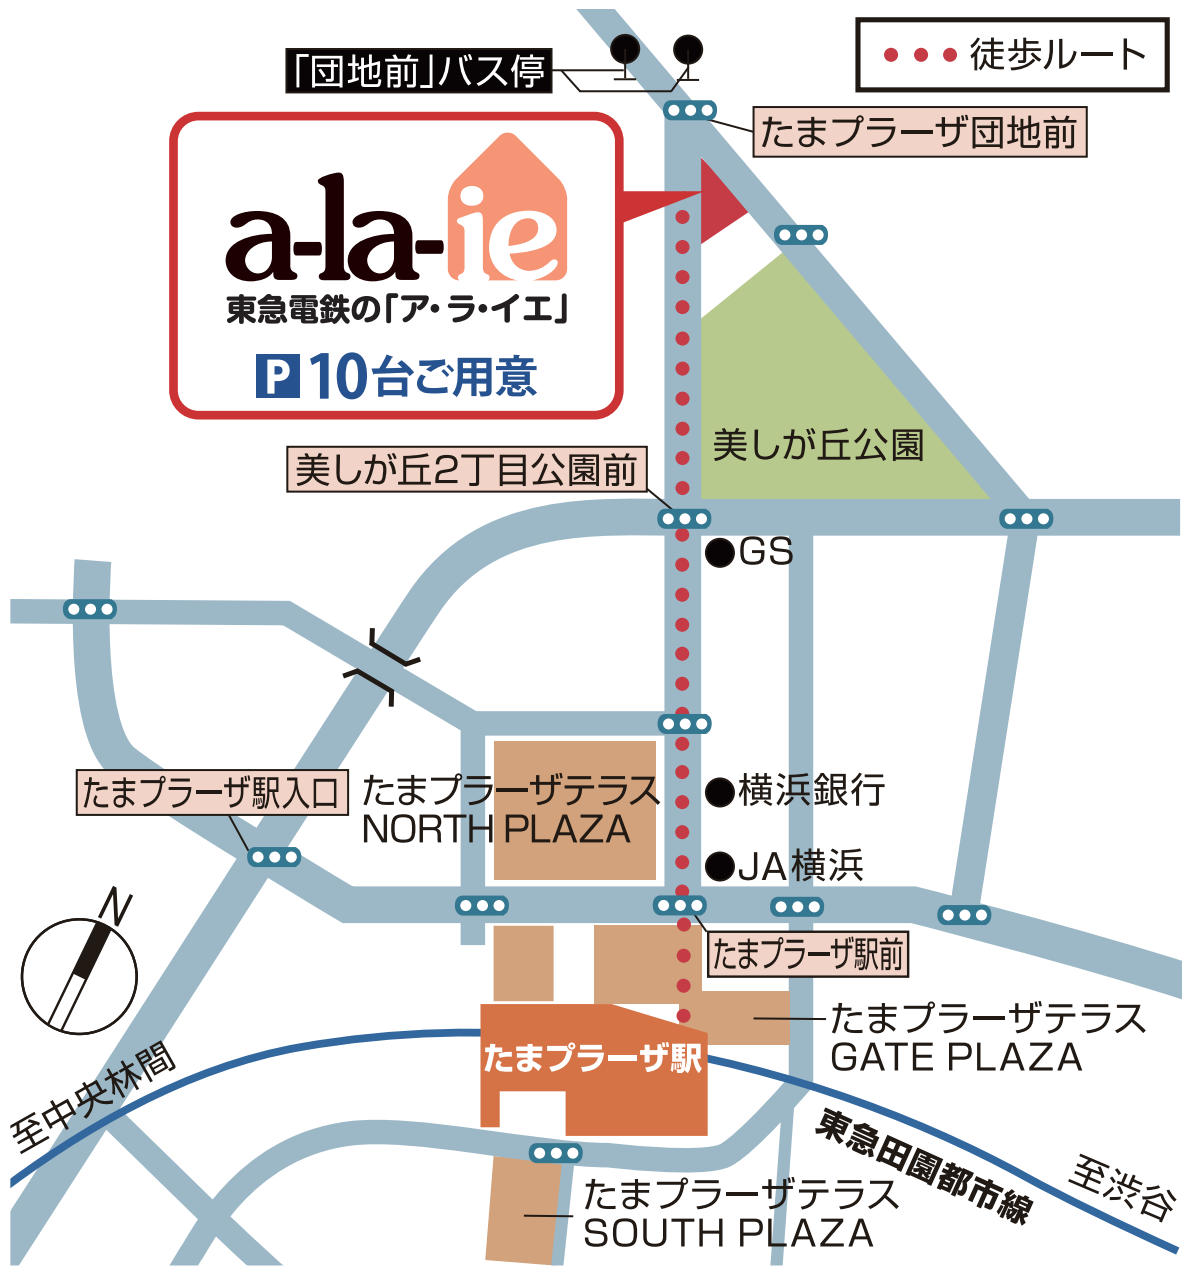 「団地前」バス停
徒歩ルート
たまプラーザ団地前
a-la-ie
東急電鉄の「ア・ラ・イエ」
P10台ご用意
美しが丘公園
美しが丘2丁目公園前
GS
たまプラーザ駅入口
たまプラーザテラス
NORTH PLAZA
横浜銀行
JA横浜
N
たまプラーザ駅前
たまプラーザテラス
GATE PLAZA
たまプラーザ駅
至中央林間
東急田園都市線
至渋谷
たまプラーザテラス
SOUTH PLAZA